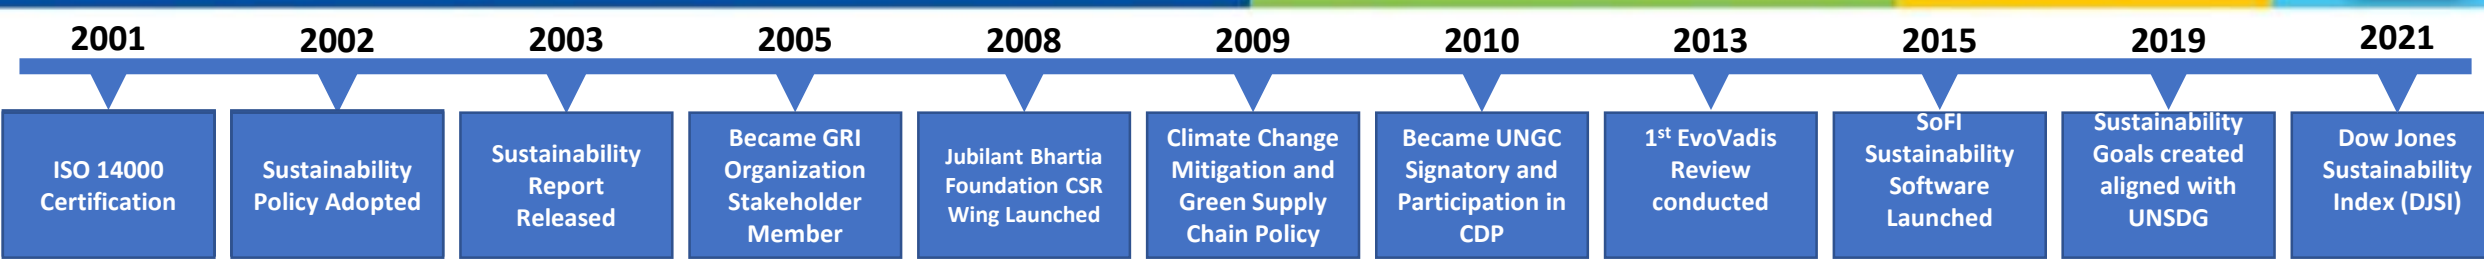 2001
ISO 14000
Certification
2002
Sustainability
Policy Adopted
2003
Sustainability
Report
Released
2005
Became GRI
Organization
Stakeholder
Member
2008
Jubilant Bhartia
Foundation CSR
Wing Launched
2009
Climate Change
Mitigation and
Green Supply
Chain Policy
2010
Became UNGC
Signatory and
Participation in
CDP
2013
1st EvoVadis
Review
conducted
2015
SoFI
Sustainability
Software
Launched
2019
Sustainability
Goals created
aligned with
UNSDG
2021
Dow Jones
Sustainability
Index (DJSI)